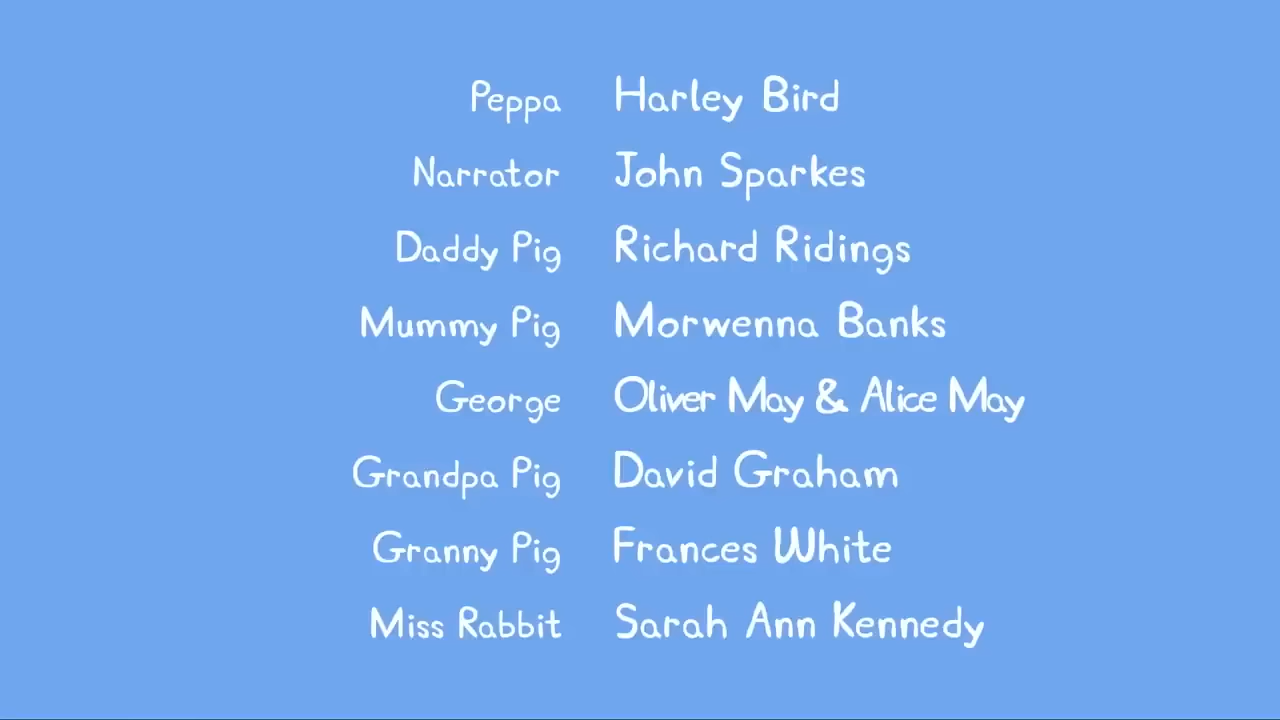 Peppa Harley Bird
Narrator John Sparkes
Daddy Pig Richard Ridings
Mummy Pig Morwenna Banks
George Oliver May & Alice May
Grandpa Pig David Graham
Granny Pig Frances White
Miss Rabbit Sarah Ann Kennedy